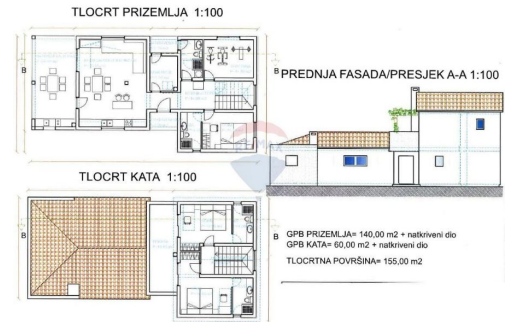 TLOCRT PRIZEMLJA 1:100
B
B
PREDNJA FASADA/PRESJEK A-A 1:100
TLOCRT KATA 1:100
B
B
GPB PRIZEMLJA= 140,00 m2 + natkriveni dio
GPB KATA= 60,00 m2 + natkriveni dio
TLOCRTNA POVRŠINA= 155,00 m2